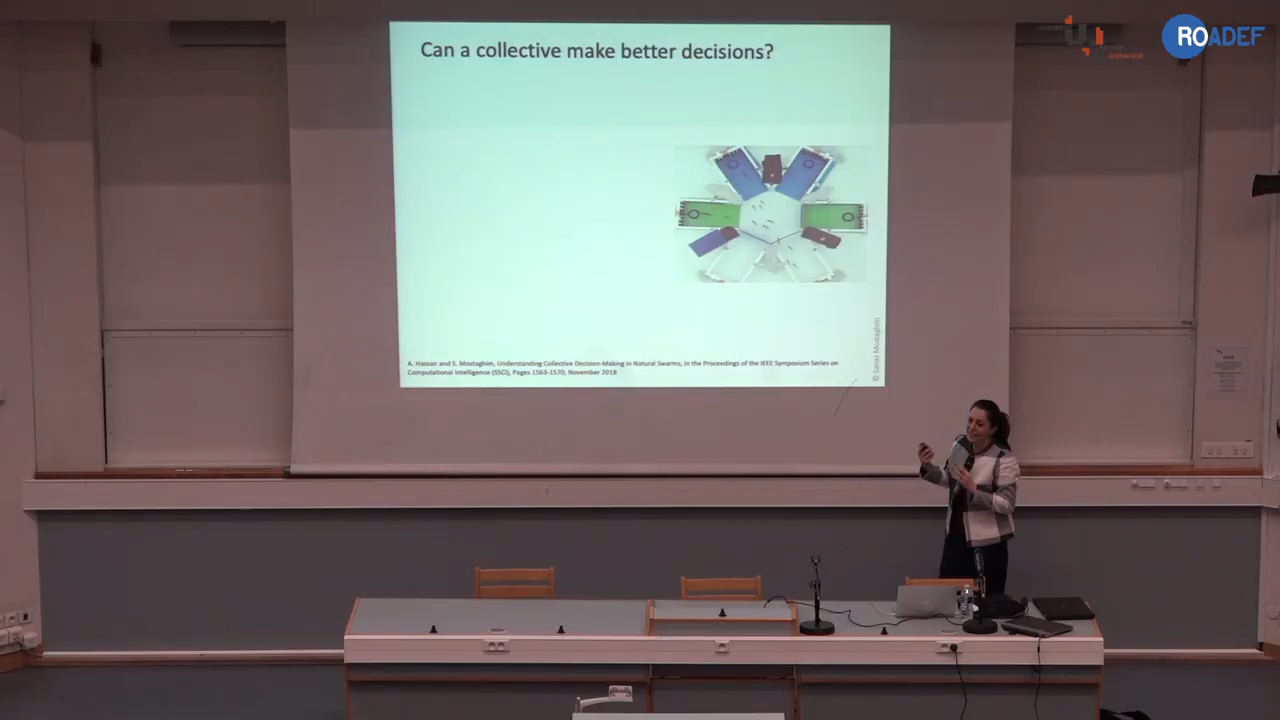 Can a collective make better decisions?
ROADEF
NORMANDIE
© Sanaz Mostaghim
A. Hassan and S. Mostaghim, Understanding Collective Decision-Making in Natural Swarms, In the Proceedings of the IEEE Symposium Series on
Computational Intelligence (SSCI), Pages 1563-1570, November 2018